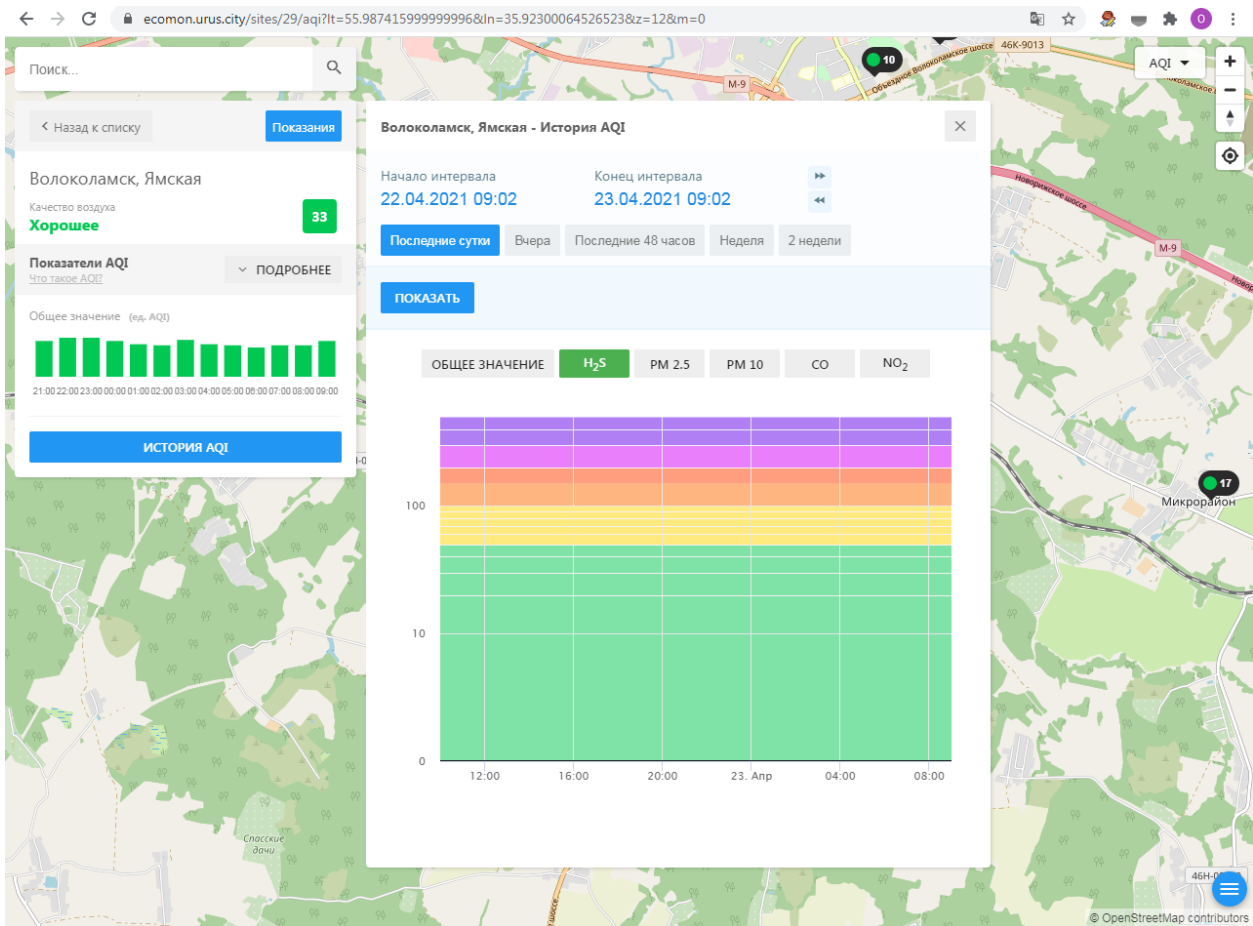 ecomon.urus.city/sites/29/aqi?lt=55.987415999999996&ln=35.92300064526523&z=12&m=0
O
Поиск...
М-9
10
Объездное Волоколамское шоссе
46К-9013
AQI
Назад к списку
Показания
Волоколамск, Ямская
Качество воздуха
Хорошее
33
Показатели AQI
Что такое AQI?
ПОДРОБНЕЕ
Общее значение (ед. AQI)
21:00 22:00 23:00 00:00 01:00 02:00 03:00 04:00 05:00 06:00 07:00 08:00 09:00
ИСТОРИЯ AQI
Волоколамск, Ямская - История AQI
Начало интервала
22.04.2021 09:02
Конец интервала
23.04.2021 09:02
Последние сутки
Вчера
Последние 48 часов
Неделя
2 недели
ПОКАЗАТЬ
ОБЩЕЕ ЗНАЧЕНИЕ
H₂S
PM 2.5
PM 10
CO
NO₂
100
10
0
12:00 16:00 20:00 23. Апр 04:00 08:00
Новорижское шоссе
М-9
17
Микрорайон
Спасские
дачи
© OpenStreetMap contributors